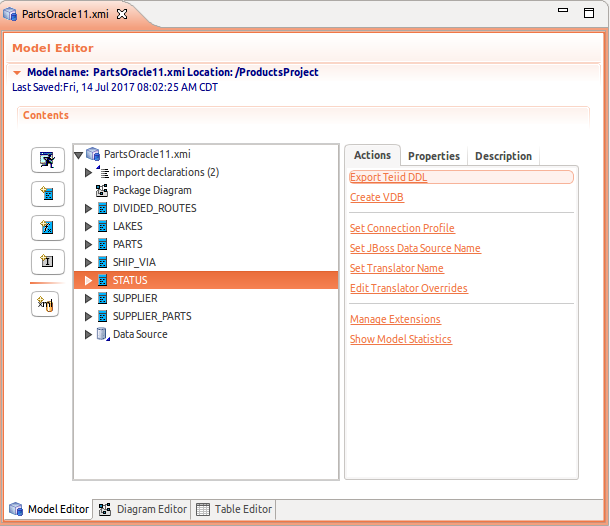 PartsOracle11.xmi
Model Editor
Model name: PartsOracle11.xmi Location: /ProductsProject
Last Saved:Fri, 14 Jul 2017 08:02:25 AM CDT
Contents
PartsOracle11.xmi
import declarations (2)
Package Diagram
DIVIDED_ROUTES
LAKES
PARTS
SHIP_VIA
STATUS
SUPPLIER
SUPPLIER_PARTS
Data Source
xml
Actions Properties Description
Export Teiid DDL
Create VDB
Set Connection Profile
Set JBoss Data Source Name
Set Translator Name
Edit Translator Overrides
Manage Extensions
Show Model Statistics
Model Editor Diagram Editor Table Editor